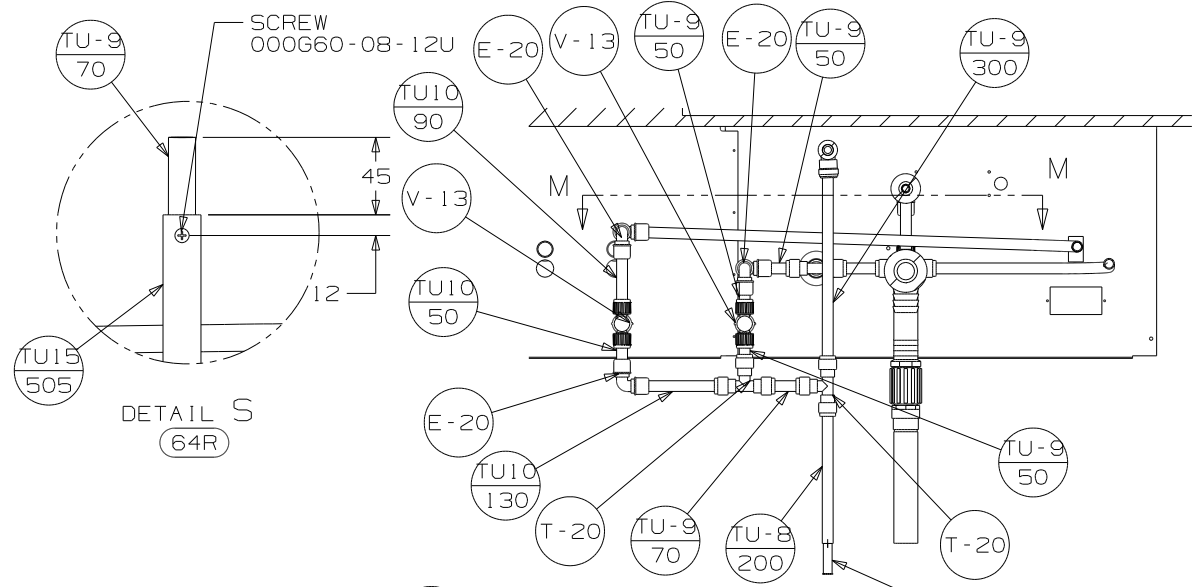 TU-9
70
SCREW
000G60-08-12U
E-20
V-13
TU-9
50
E-20
TU-9
50
TU-9
300
TU10
90
45
V-13
M
M
12
TU10
50
TU15
505
DETAIL S
64R
E-20
TU10
130
T-20
TU-9
70
TU-8
200
T-20
TU-9
50